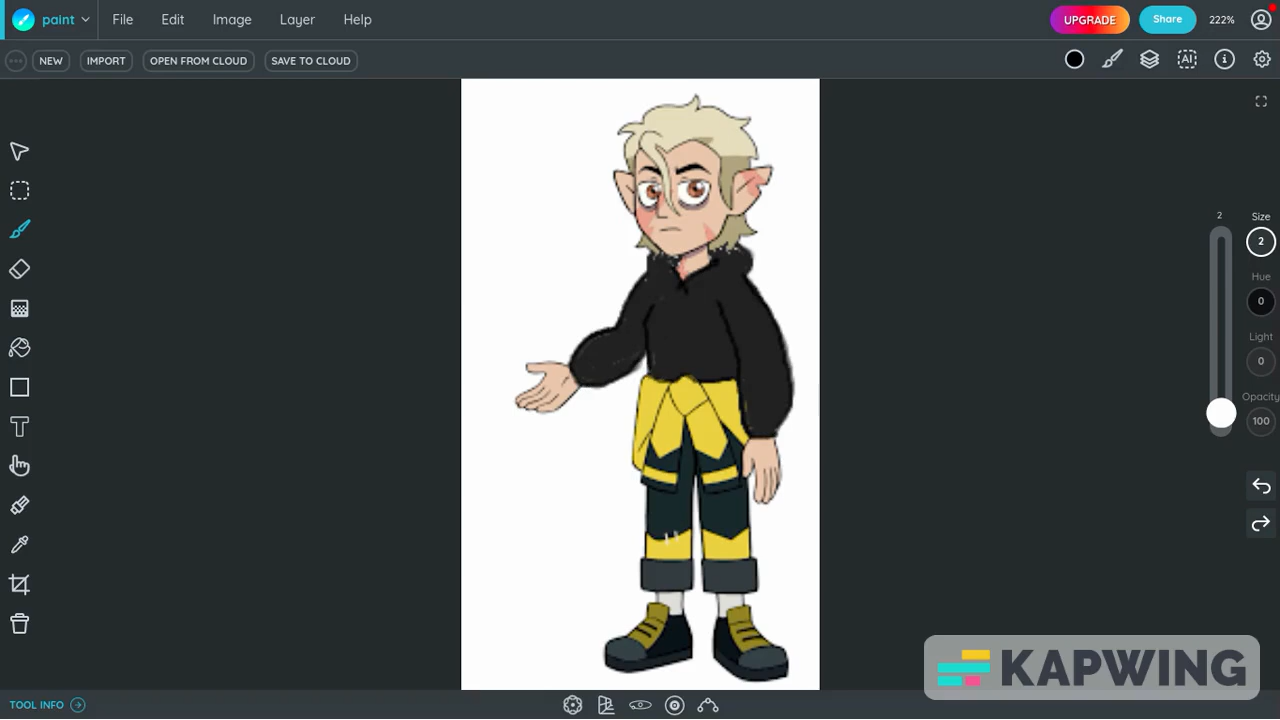 paint File Edit Image Layer Help UPGRADE Share 222%
NEW IMPORT OPEN FROM CLOUD SAVE TO CLOUD AI
2 Size
2
Hue
0
Light
0
Opacity
100
T
KAPWING
TOOL INFO